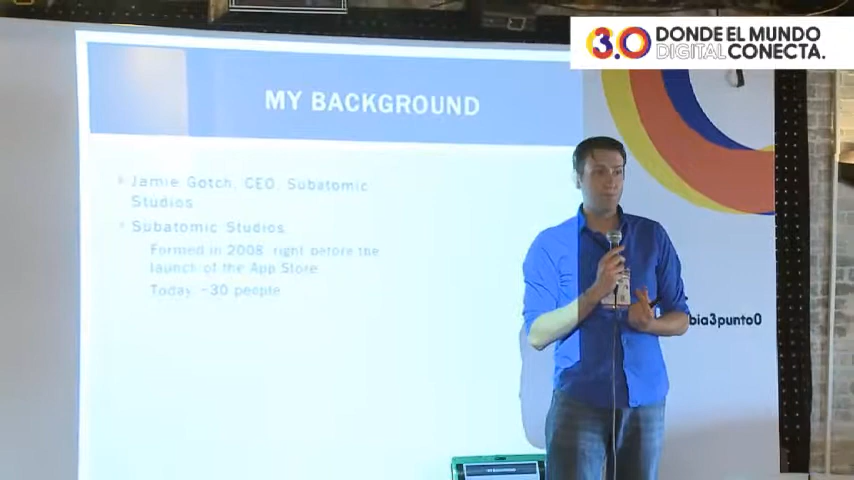 3.0 DONDE EL MUNDO
DIGITAL CONECTA.
MY BACKGROUND
Jamie Gotch, CEO, Subatomic
Studios
Subatomic Studios
Formed in 2008, right before the
launch of the App Store
Today, ~30 people
bia3punto0